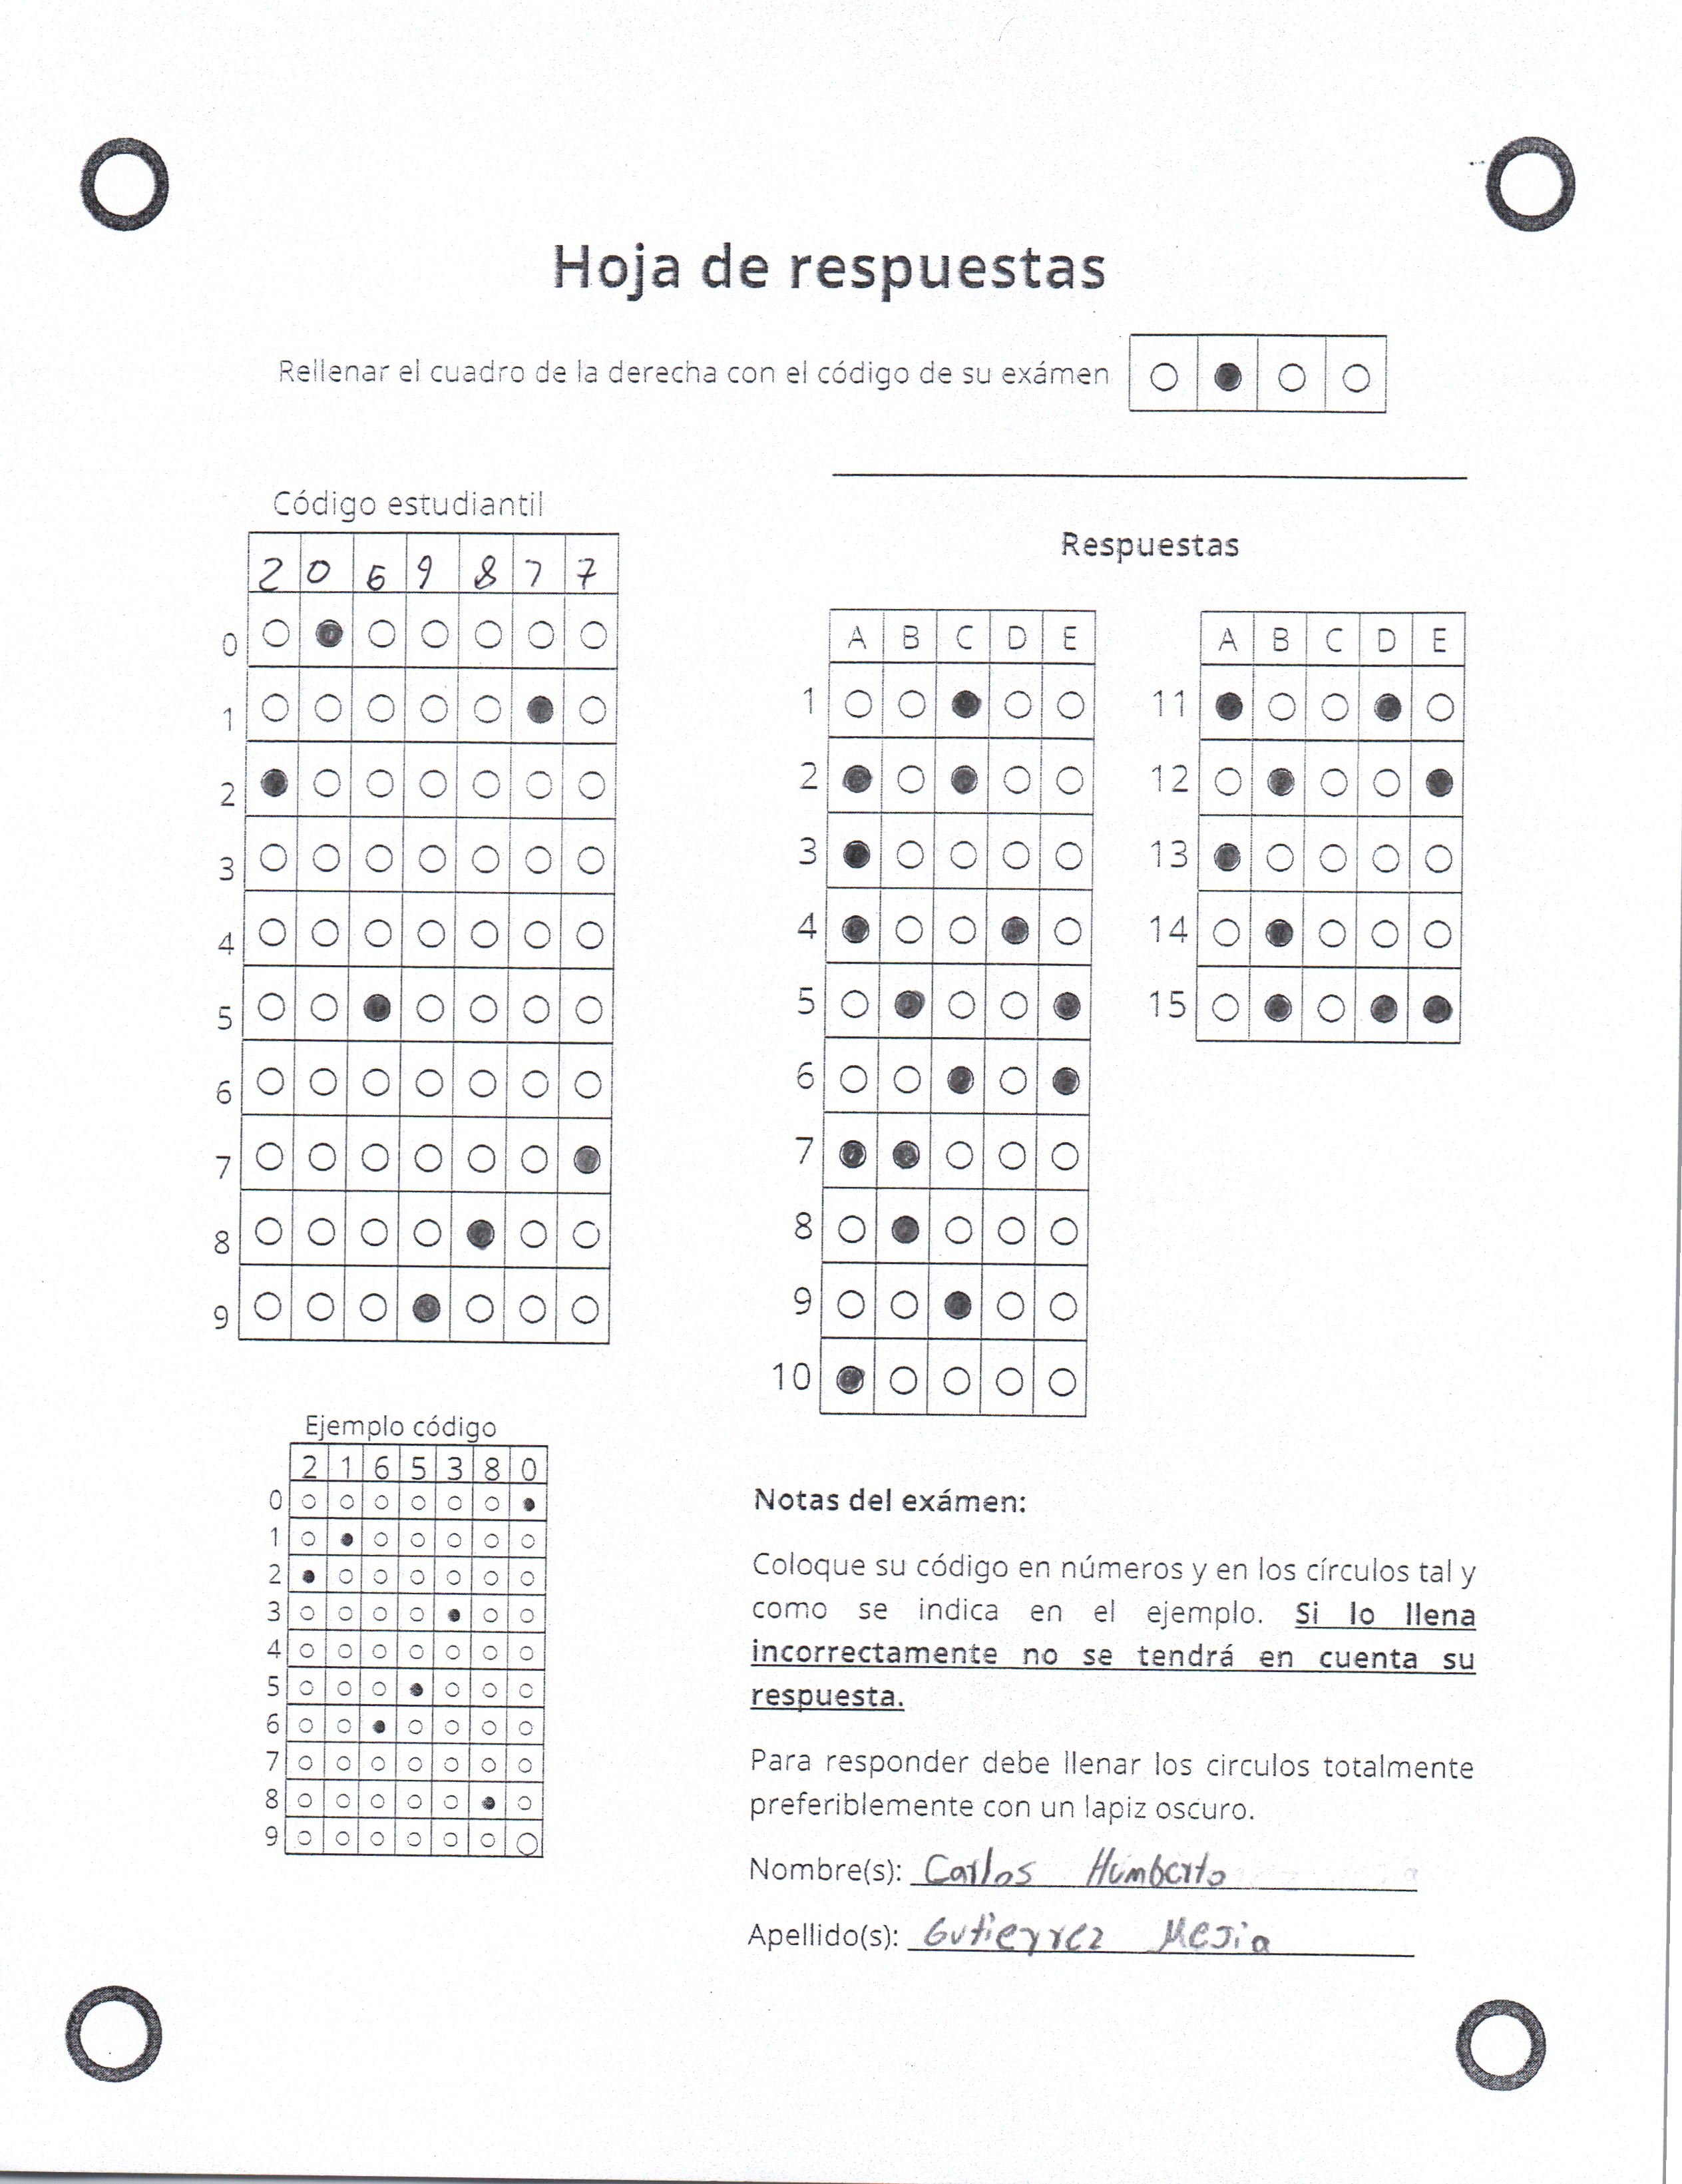 Hoja de respuestas
Rellenar el cuadro de la derecha con el código de su exámen
Código estudiantil
2 0 9 8 7
0
1
2
3
4
5
6
7
8
9
Respuestas
A B C D E
1
2
3
4
5
6
7
8
9
10
A B C D E
11
12
13
14
15
Ejemplo código
2 1 6 5 3 8 0
0
1
2
3
4
5
6
7
8
9
Notas del exámen:
Coloque su código en números y en los círculos tal y
como se indica en el ejemplo. Si lo llena
incorrectamente no se tendrá en cuenta su
respuesta.
Para responder debe llenar los circulos totalmente
preferiblemente con un lapiz oscuro.
Nombre(s): Carlos Humberto
Apellido(s): Gutierrez Mejia